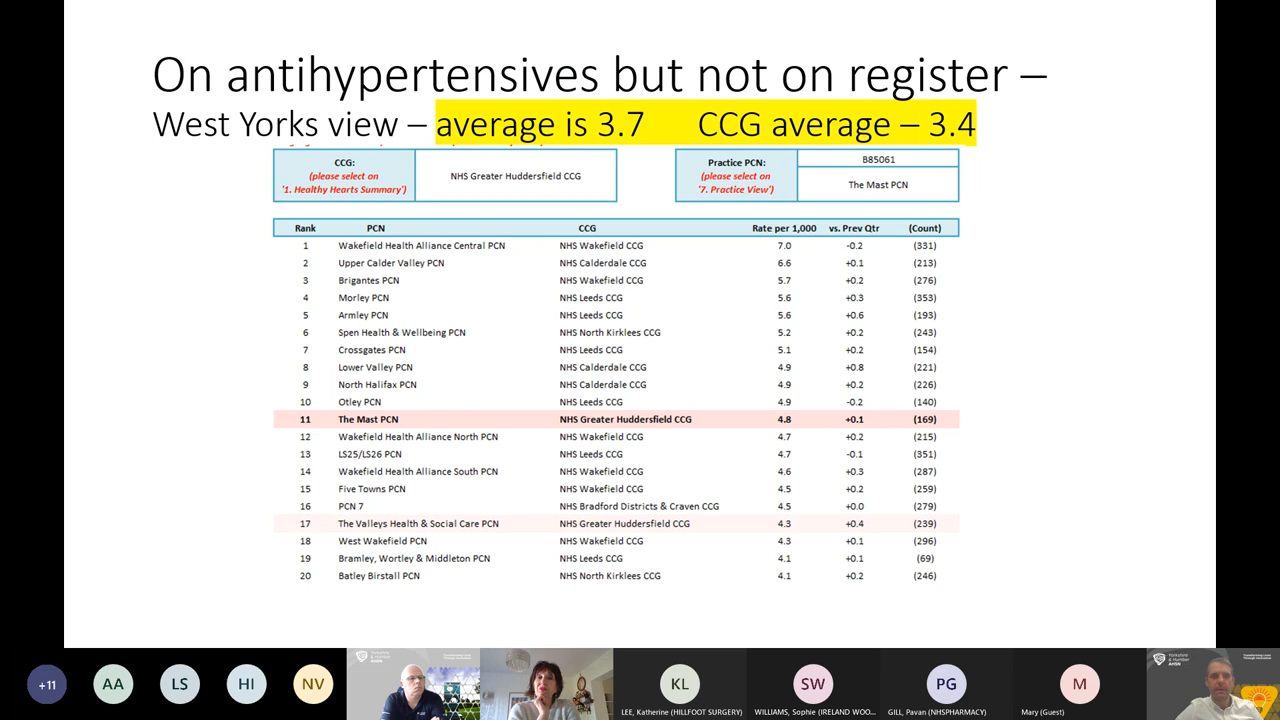 On antihypertensives but not on register –
West Yorks view – average is 3.7 CCG average – 3.4
CCG:
(please select on
'1. Healthy Hearts Summary')
NHS Greater Huddersfield CCG
Practice PCN:
(please select on
'7. Practice View')
B85061
The Mast PCN
Rank PCN CCG Rate per 1,000 vs. Prev Qtr (Count)
1 Wakefield Health Alliance Central PCN NHS Wakefield CCG 7.0 -0.2 (331)
2 Upper Calder Valley PCN NHS Calderdale CCG 6.6 +0.1 (213)
3 Brigantes PCN NHS Wakefield CCG 5.7 +0.2 (276)
4 Morley PCN NHS Leeds CCG 5.6 +0.3 (353)
5 Armley PCN NHS Leeds CCG 5.6 +0.6 (193)
6 Spen Health & Wellbeing PCN NHS North Kirklees CCG 5.2 +0.2 (243)
7 Crossgates PCN NHS Leeds CCG 5.1 +0.2 (154)
8 Lower Valley PCN NHS Calderdale CCG 4.9 +0.8 (221)
9 North Halifax PCN NHS Calderdale CCG 4.9 +0.2 (226)
10 Otley PCN NHS Leeds CCG 4.9 -0.2 (140)
11 The Mast PCN NHS Greater Huddersfield CCG 4.8 +0.1 (169)
12 Wakefield Health Alliance North PCN NHS Wakefield CCG 4.7 +0.2 (215)
13 LS25/LS26 PCN NHS Leeds CCG 4.7 -0.1 (351)
14 Wakefield Health Alliance South PCN NHS Wakefield CCG 4.6 +0.3 (287)
15 Five Towns PCN NHS Wakefield CCG 4.5 +0.2 (259)
16 PCN 7 NHS Bradford Districts & Craven CCG 4.5 +0.0 (279)
17 The Valleys Health & Social Care PCN NHS Greater Huddersfield CCG 4.3 +0.4 (239)
18 West Wakefield PCN NHS Wakefield CCG 4.3 +0.1 (296)
19 Bramley, Wortley & Middleton PCN NHS Leeds CCG 4.1 +0.1 (69)
20 Batley Birstall PCN NHS North Kirklees CCG 4.1 +0.2 (246)
+11 AA LS HI NV KL SW PG M
LEE, Katherine (HILLFOOT SURGERY) WILLIAMS, Sophie (IRELAND WOO... GILL, Pavan (NHSPHARMACY) Mary (Guest)